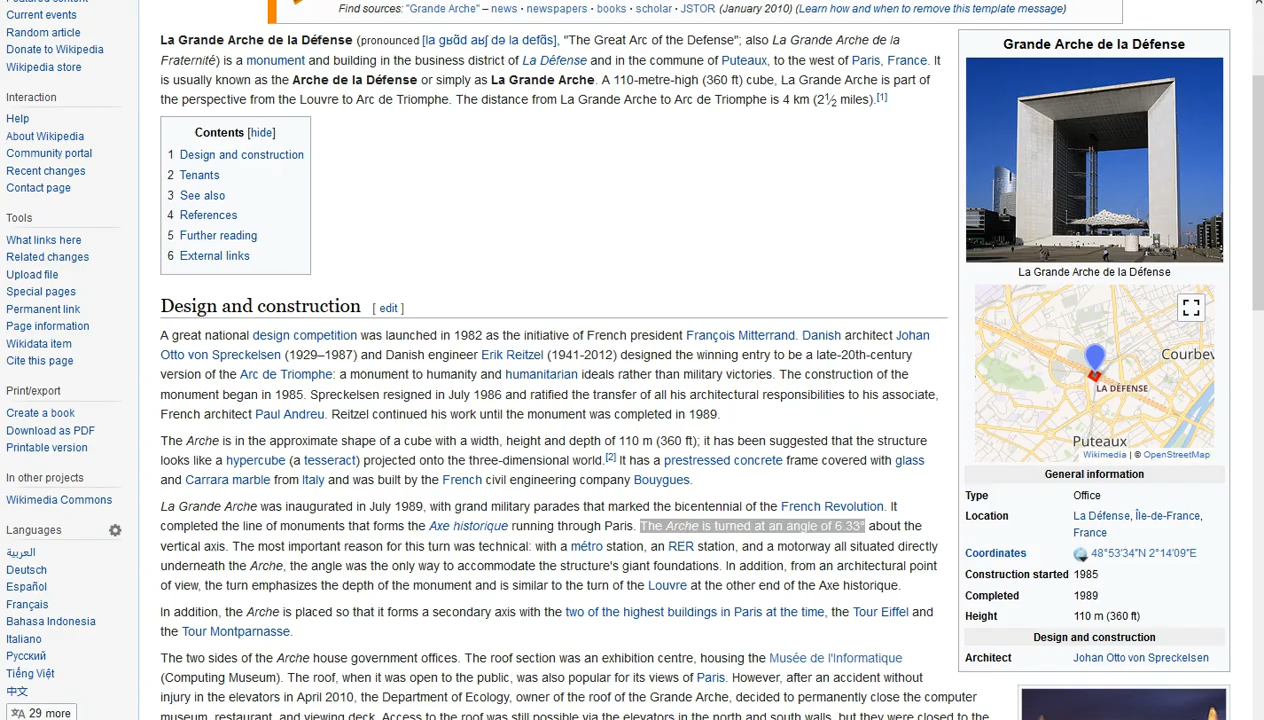 Featured content
Current events
Random article
Donate to Wikipedia
Wikipedia store
Interaction
Help
About Wikipedia
Community portal
Recent changes
Contact page
Tools
What links here
Related changes
Upload file
Special pages
Permanent link
Page information
Wikidata item
Cite this page
Print/export
Create a book
Download as PDF
Printable version
In other projects
Wikimedia Commons
Languages
العربية
Deutsch
Español
Français
Bahasa Indonesia
Italiano
Русский
Tiếng Việt
中文
29 more
Find sources: "Grande Arche" – news · newspapers · books · scholar · JSTOR (January 2010) (Learn how and when to remove this template message)
La Grande Arche de la Défense (pronounced [la ɡʁɑ̃d aʁʃ də la defɑ̃s], "The Great Arc of the Defense"; also La Grande Arche de la
Fraternité) is a monument and building in the business district of La Défense and in the commune of Puteaux, to the west of Paris, France. It
is usually known as the Arche de la Défense or simply as La Grande Arche. A 110-metre-high (360 ft) cube, La Grande Arche is part of
the perspective from the Louvre to Arc de Triomphe. The distance from La Grande Arche to Arc de Triomphe is 4 km (2½ miles).[1]
Contents [hide]
1 Design and construction
2 Tenants
3 See also
4 References
5 Further reading
6 External links
Design and construction [ edit ]
A great national design competition was launched in 1982 as the initiative of French president François Mitterrand. Danish architect Johan
Otto von Spreckelsen (1929–1987) and Danish engineer Erik Reitzel (1941-2012) designed the winning entry to be a late-20th-century
version of the Arc de Triomphe: a monument to humanity and humanitarian ideals rather than military victories. The construction of the
monument began in 1985. Spreckelsen resigned in July 1986 and ratified the transfer of all his architectural responsibilities to his associate,
French architect Paul Andreu. Reitzel continued his work until the monument was completed in 1989.
The Arche is in the approximate shape of a cube with a width, height and depth of 110 m (360 ft); it has been suggested that the structure
looks like a hypercube (a tesseract) projected onto the three-dimensional world.[2] It has a prestressed concrete frame covered with glass
and Carrara marble from Italy and was built by the French civil engineering company Bouygues.
La Grande Arche was inaugurated in July 1989, with grand military parades that marked the bicentennial of the French Revolution. It
completed the line of monuments that forms the Axe historique running through Paris. The Arche is turned at an angle of 6.33° about the
vertical axis. The most important reason for this turn was technical: with a métro station, an RER station, and a motorway all situated directly
underneath the Arche, the angle was the only way to accommodate the structure's giant foundations. In addition, from an architectural point
of view, the turn emphasizes the depth of the monument and is similar to the turn of the Louvre at the other end of the Axe historique.
In addition, the Arche is placed so that it forms a secondary axis with the two of the highest buildings in Paris at the time, the Tour Eiffel and
the Tour Montparnasse.
The two sides of the Arche house government offices. The roof section was an exhibition centre, housing the Musée de l'Informatique
(Computing Museum). The roof, when it was open to the public, was also popular for its views of Paris. However, after an accident without
injury in the elevators in April 2010, the Department of Ecology, owner of the roof of the Grande Arche, decided to permanently close the computer
museum, restaurant, and viewing deck. Access to the roof was still possible via the elevators in the north and south walls, but they were closed to the
Grande Arche de la Défense
La Grande Arche de la Défense
Courbev
LA DÉFENSE
Puteaux
Wikimedia | © OpenStreetMap
General information
Type Office
Location La Défense, Île-de-France,
France
Coordinates 48°53′34″N 2°14′09″E
Construction started 1985
Completed 1989
Height 110 m (360 ft)
Design and construction
Architect Johan Otto von Spreckelsen